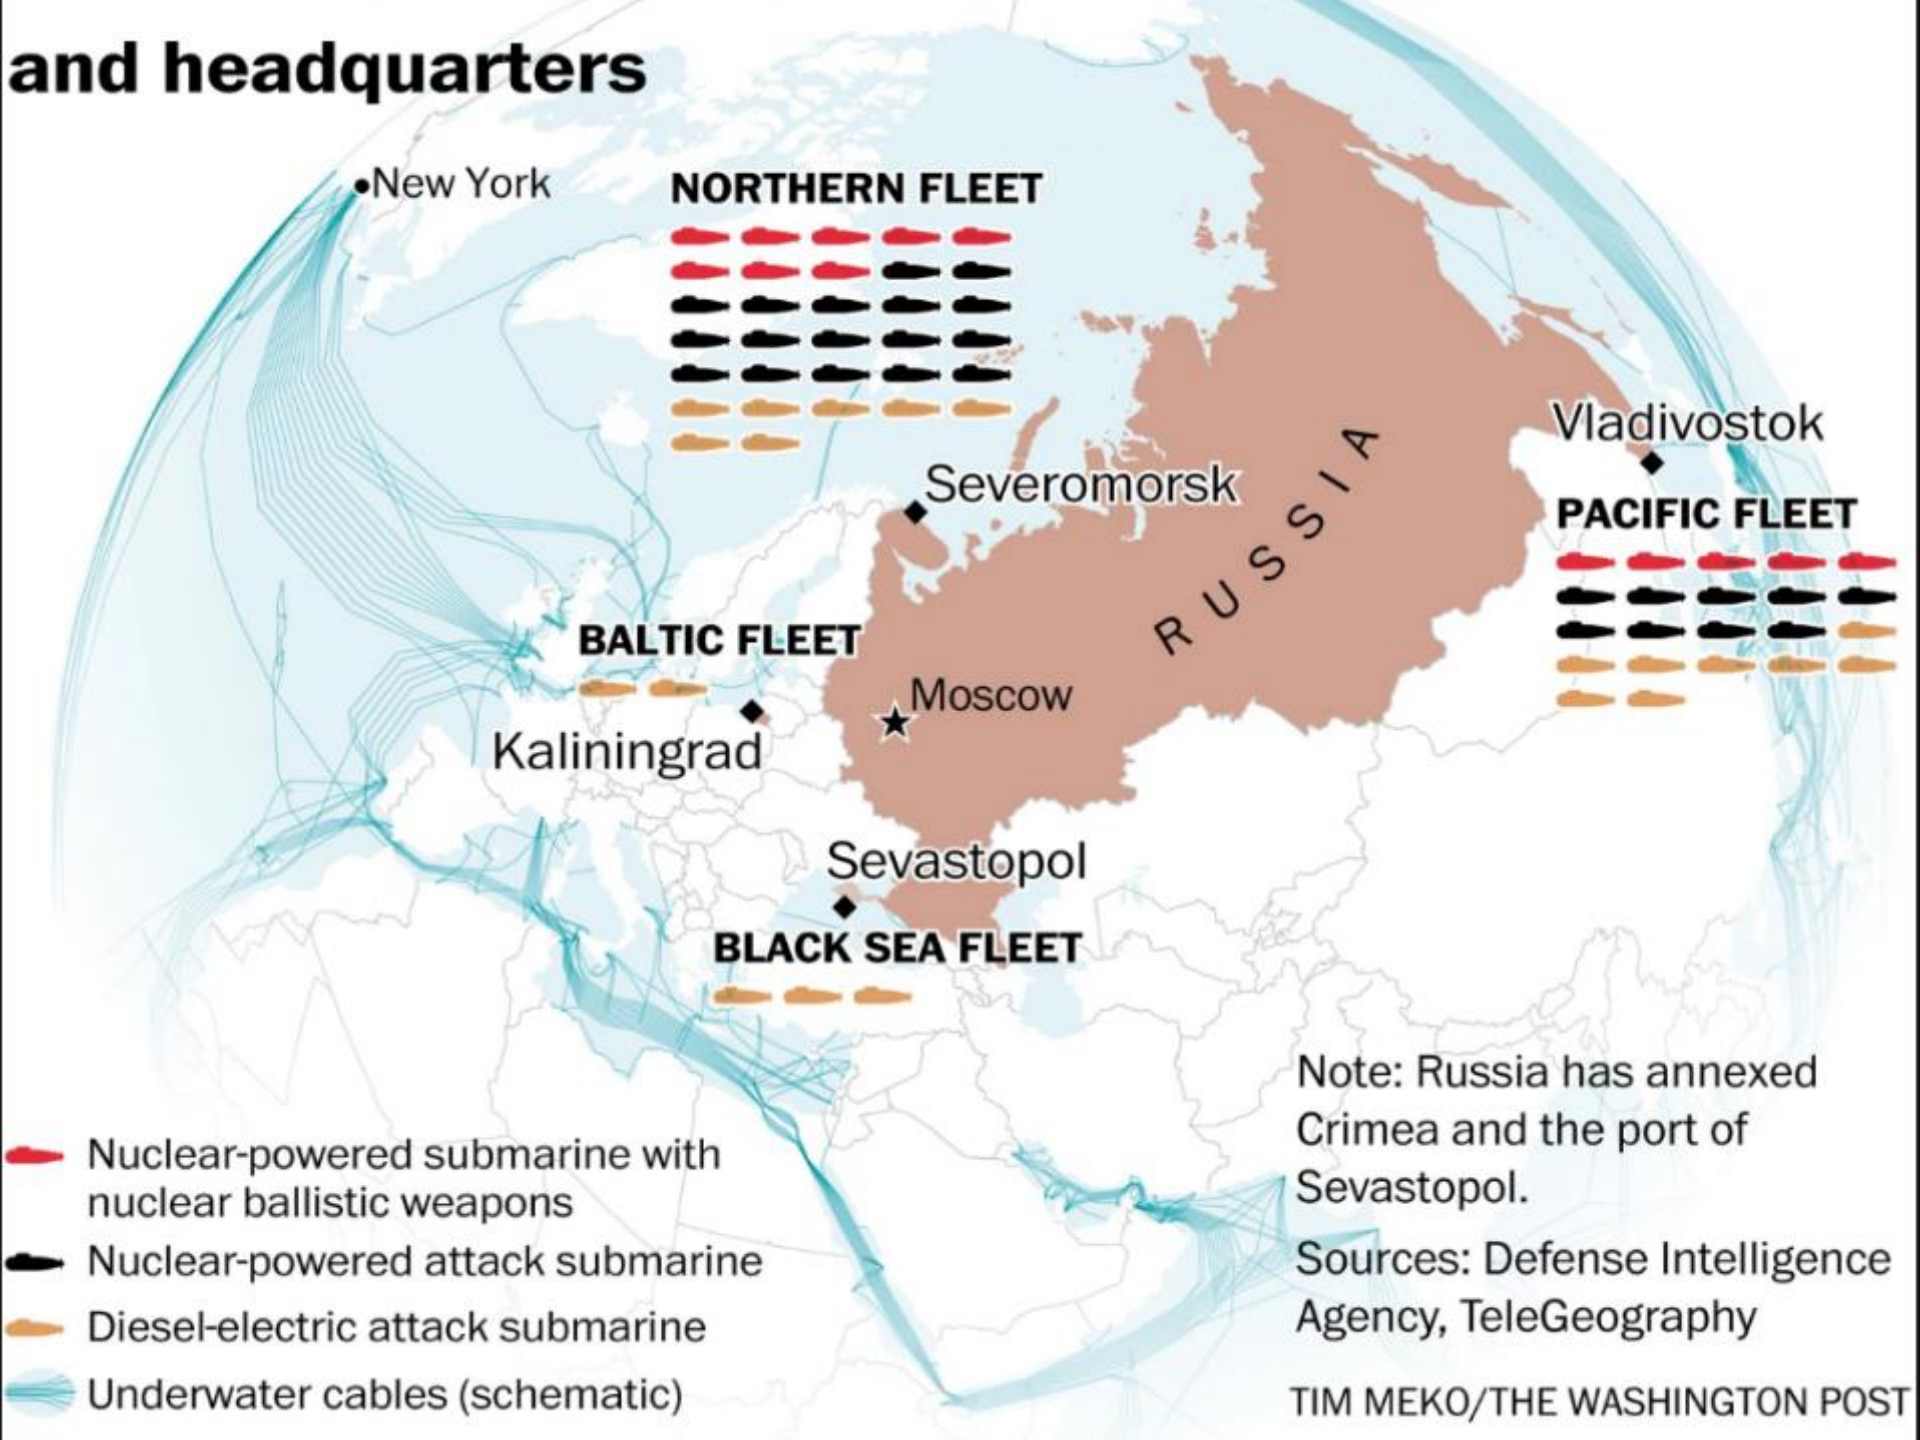 and headquarters
New York
NORTHERN FLEET
Severomorsk
Vladivostok
PACIFIC FLEET
RUSSIA
BALTIC FLEET
Moscow
Kaliningrad
Sevastopol
BLACK SEA FLEET
Nuclear-powered submarine with
nuclear ballistic weapons
Nuclear-powered attack submarine
Diesel-electric attack submarine
Underwater cables (schematic)
Note: Russia has annexed
Crimea and the port of
Sevastopol.
Sources: Defense Intelligence
Agency, TeleGeography
TIM MEKO/THE WASHINGTON POST